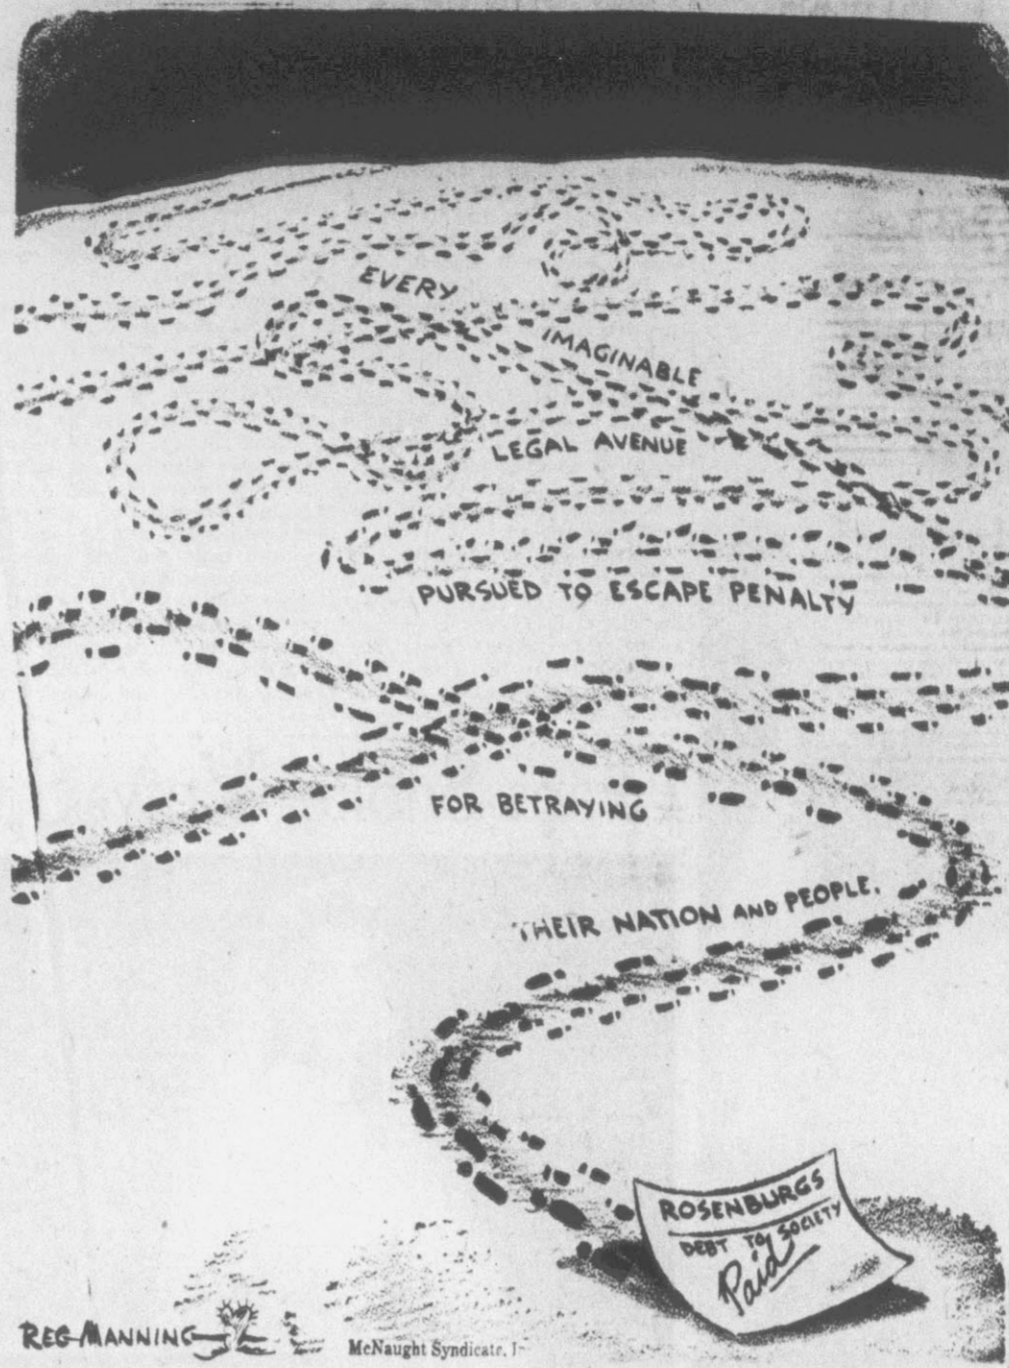 EVERY
IMAGINABLE
LEGAL AVENUE
PURSUED TO ESCAPE PENALTY
FOR BETRAYING
THEIR NATION AND PEOPLE.
ROSENBURGS
DEBT TO SOCIETY
Paid
REG MANNING
McNaught Syndicate, I